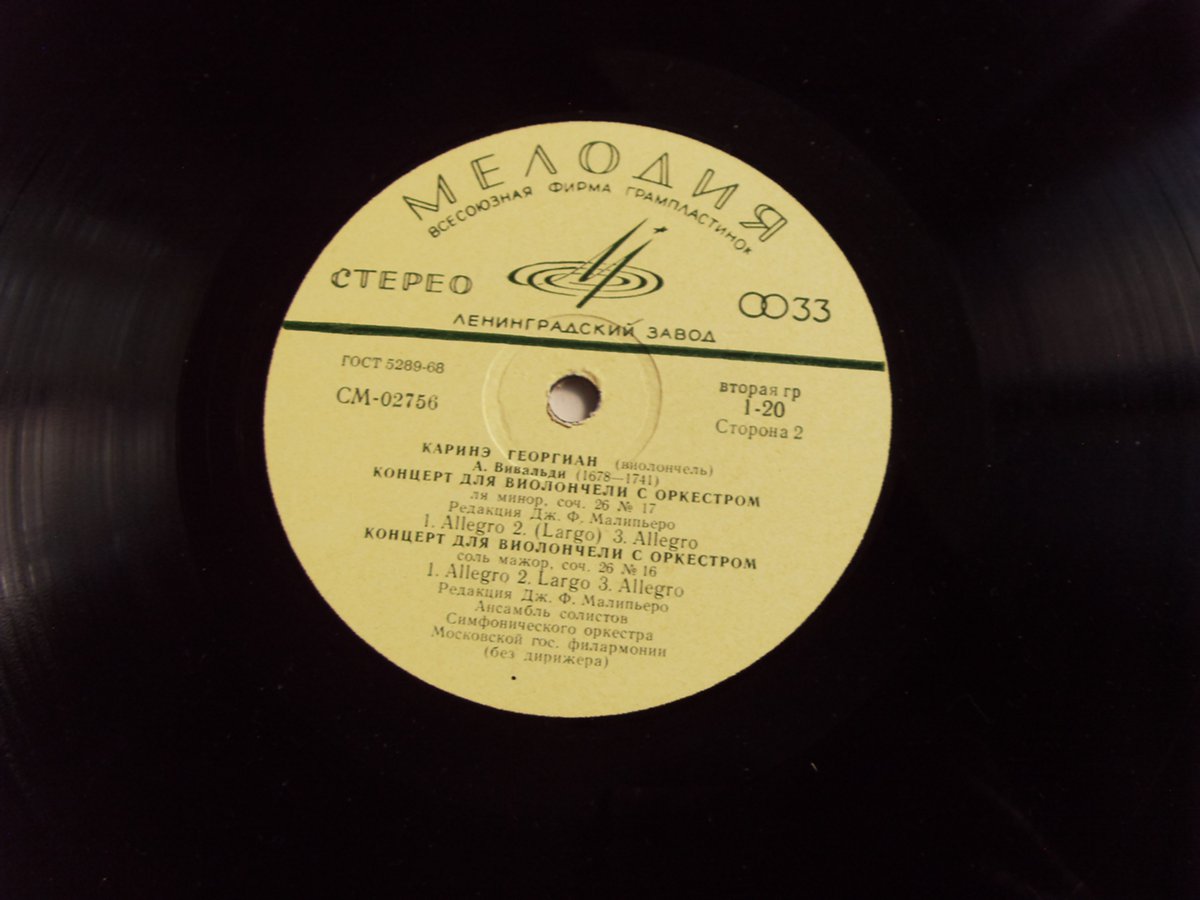 МЕЛОДИЯ
ВСЕСОЮЗНАЯ ФИРМА ГРАМПЛАСТИНОК
СТЕРЕО
33
ЛЕНИНГРАДСКИЙ ЗАВОД
ГОСТ 5289-68
вторая гр
СМ-02756
1-20
Сторона 2
КАРИНЭ ГЕОРГИАН (виолончель)
А. Вивальди (1678—1741)
КОНЦЕРТ ДЛЯ ВИОЛОНЧЕЛИ С ОРКЕСТРОМ
ля минор, соч. 26 № 17
Редакция Дж. Ф. Малипьеро
1. Allegro 2. (Largo) 3. Allegro
КОНЦЕРТ ДЛЯ ВИОЛОНЧЕЛИ С ОРКЕСТРОМ
соль мажор, соч. 26 № 16
1. Allegro 2. Largo 3. Allegro
Редакция Дж. Ф. Малипьеро
Ансамбль солистов
Симфонического оркестра
Московской гос. филармонии
(без дирижера)